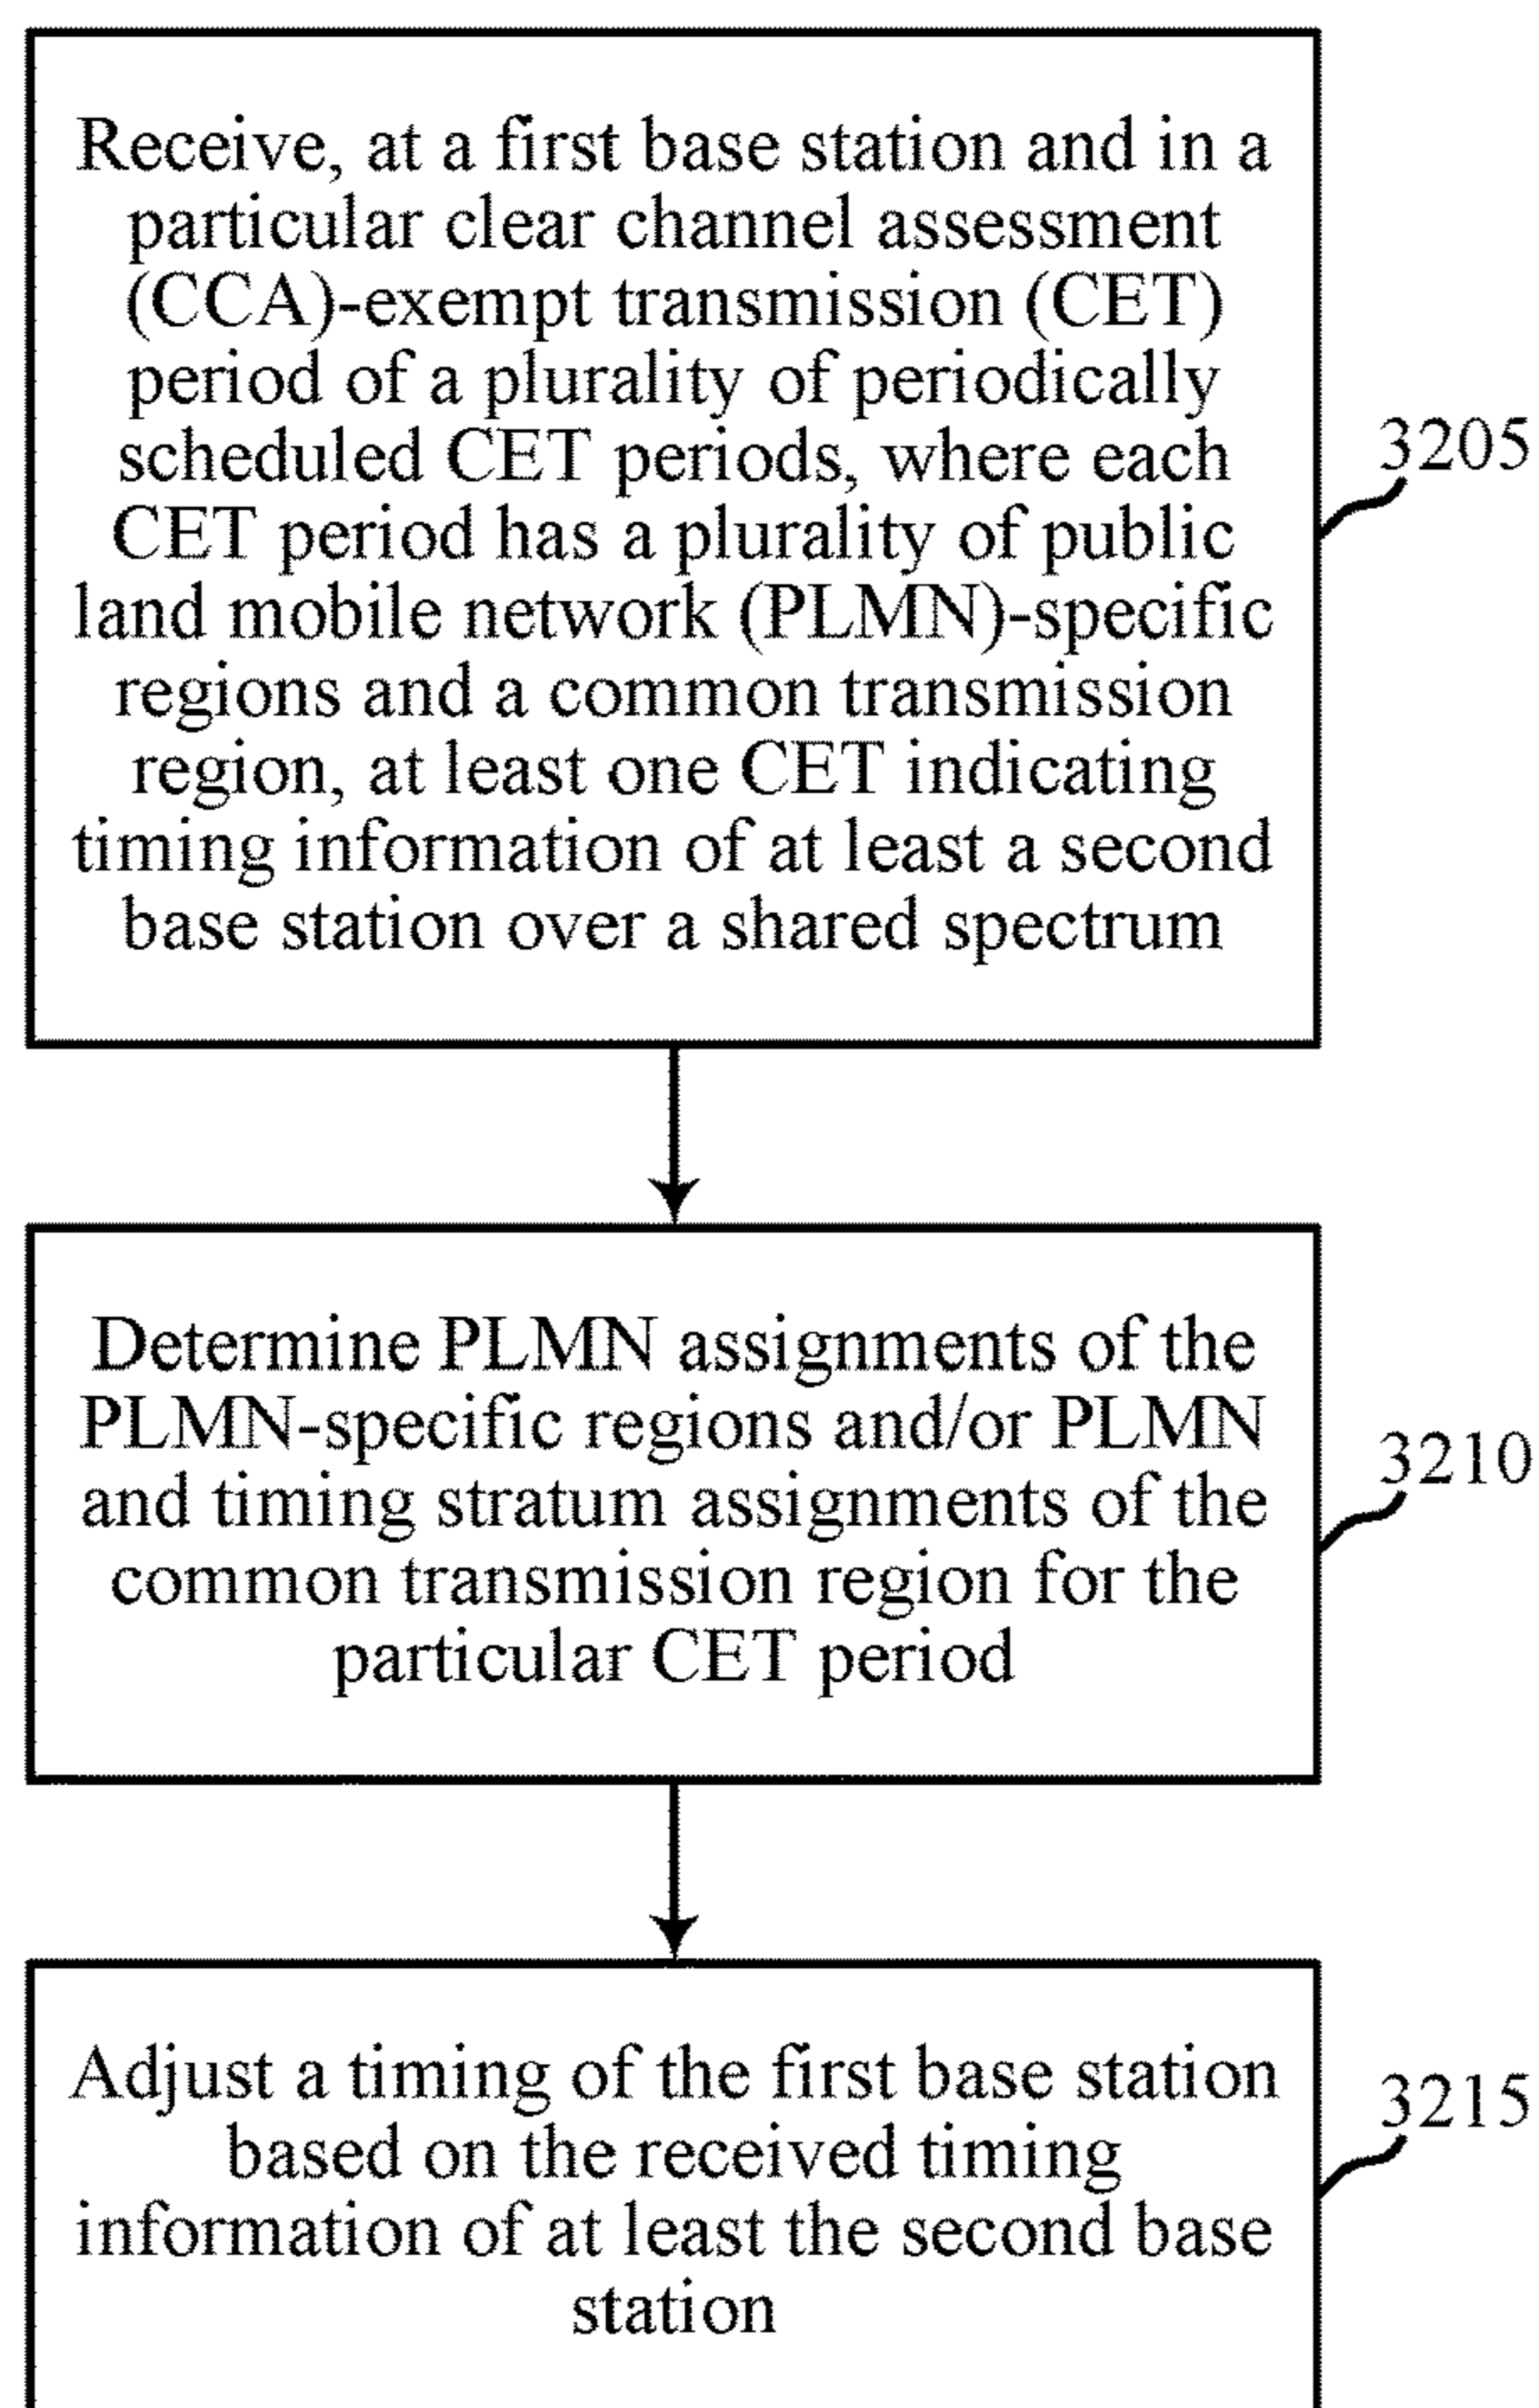 Receive, at a first base station and in a
particular clear channel assessment
(CCA)-exempt transmission (CET)
period of a plurality of periodically
scheduled CET periods, where each
CET period has a plurality of public
land mobile network (PLMN)-specific
regions and a common transmission
region, at least one CET indicating
timing information of at least a second
base station over a shared spectrum
3205
Determine PLMN assignments of the
PLMN-specific regions and/or PLMN
and timing stratum assignments of the
common transmission region for the
particular CET period
3210
Adjust a timing of the first base station
based on the received timing
information of at least the second base
station
3215